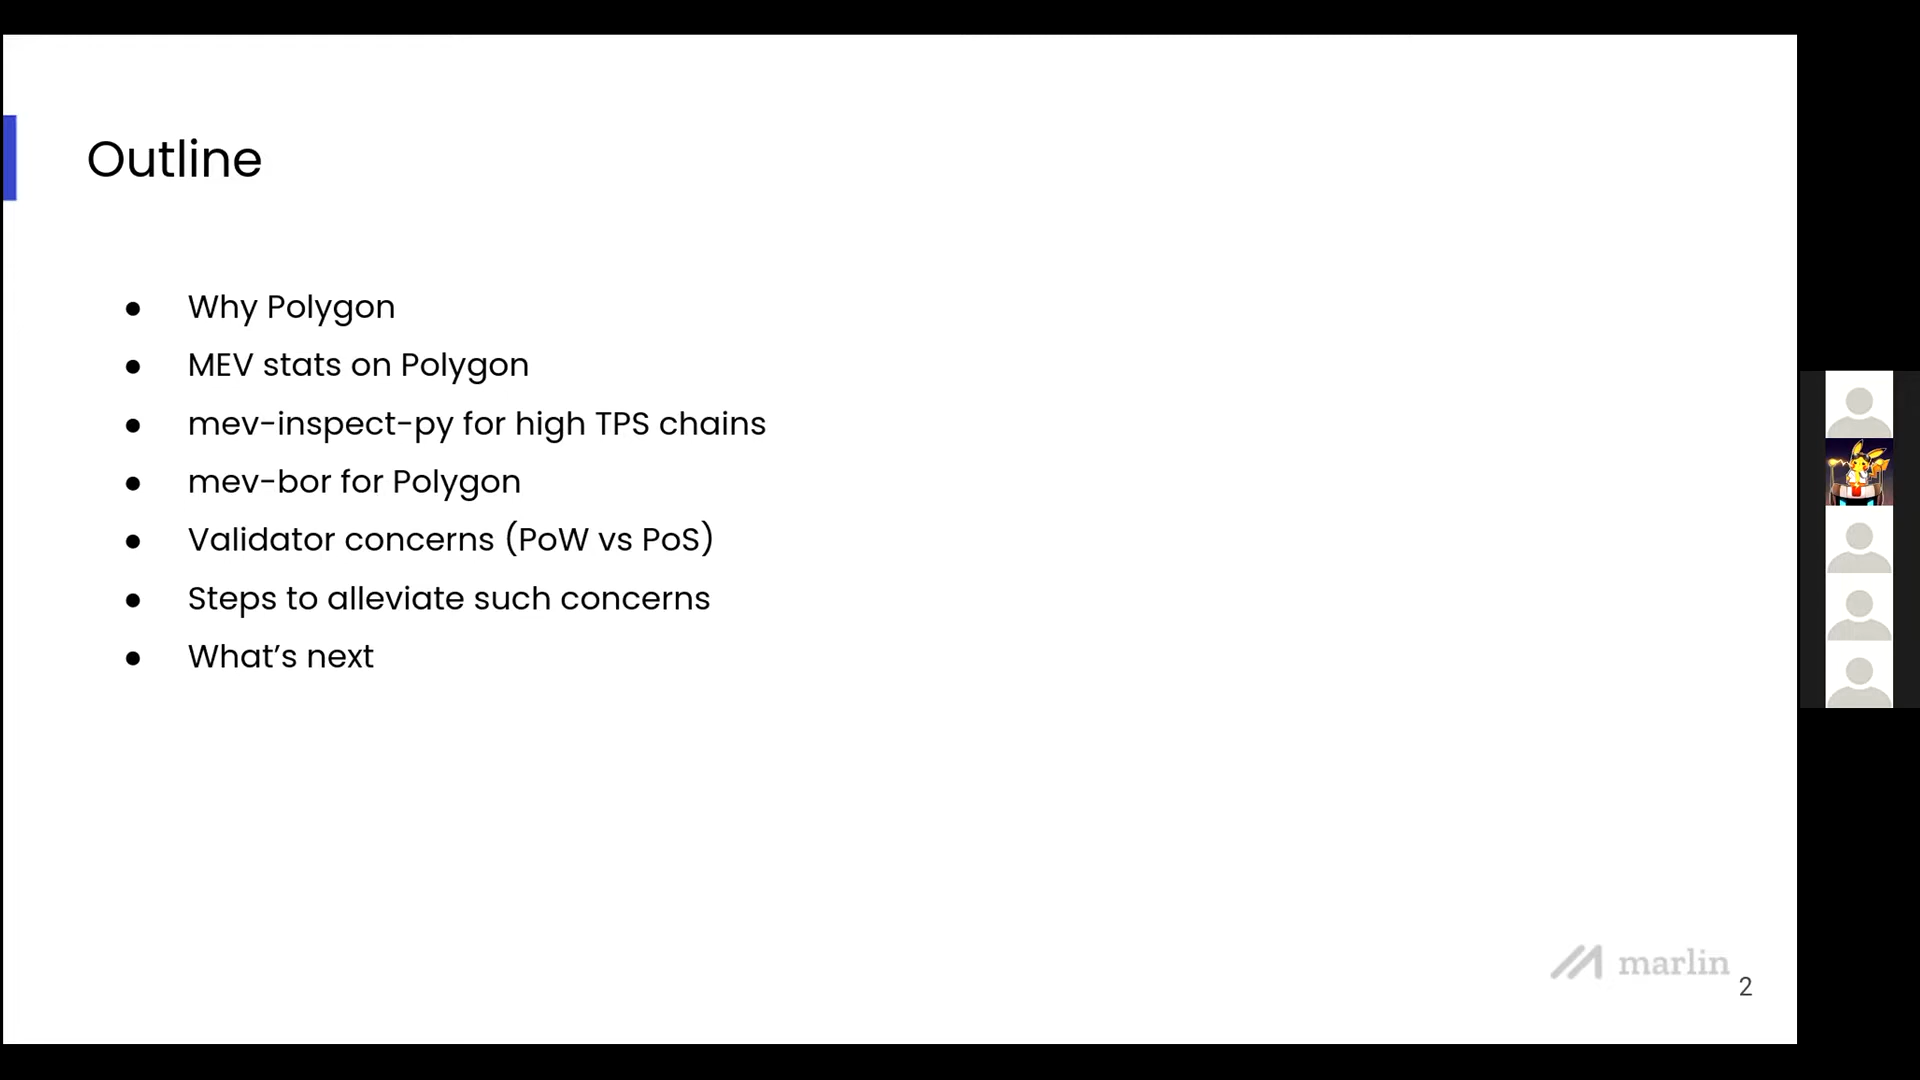 Outline
● Why Polygon
● MEV stats on Polygon
● mev-inspect-py for high TPS chains
● mev-bor for Polygon
● Validator concerns (PoW vs PoS)
● Steps to alleviate such concerns
● What’s next
marlin
2